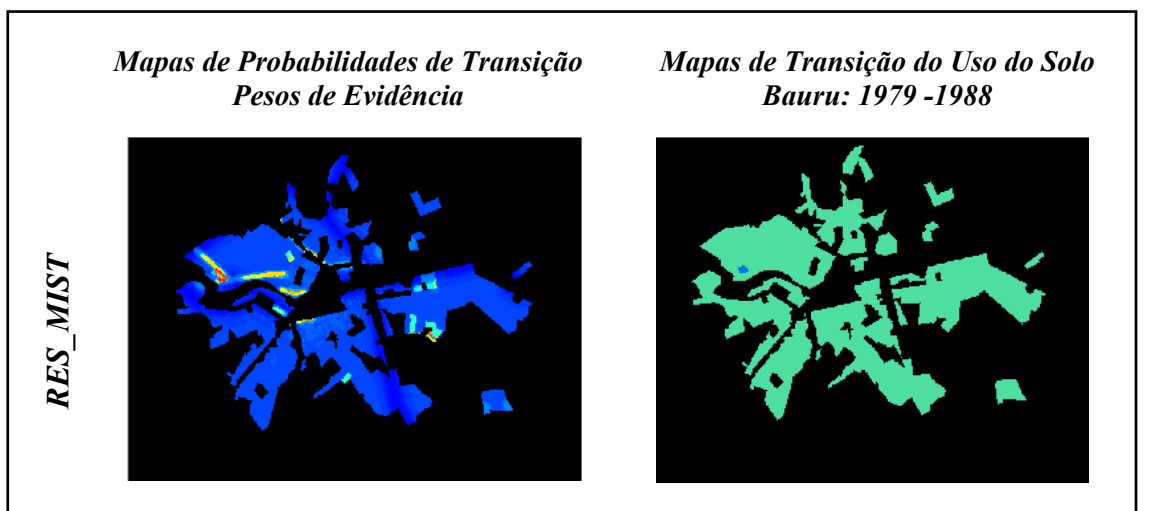 Mapas de Probabilidades de Transição
Pesos de Evidência
Mapas de Transição do Uso do Solo
Bauru: 1979 -1988
RES_MIST